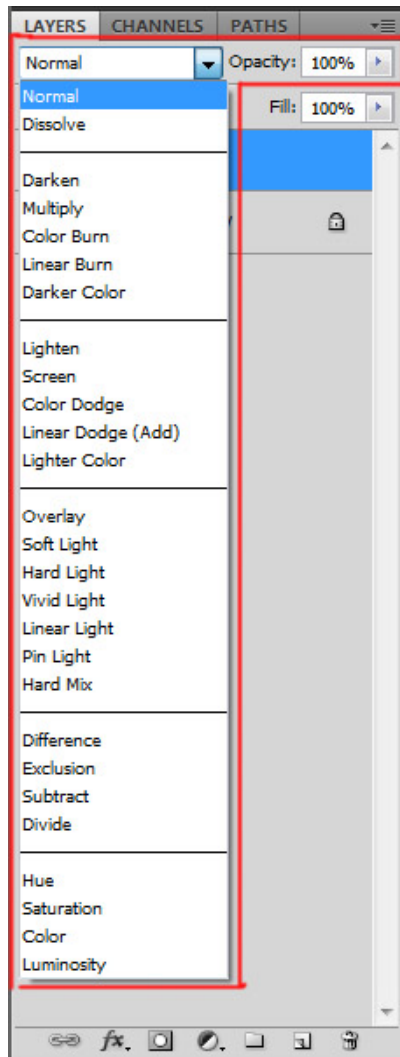 LAYERS CHANNELS PATHS
Normal Opacity: 100%
Normal Fill: 100%
Dissolve
Darken
Multiply
Color Burn
Linear Burn
Darker Color
Lighten
Screen
Color Dodge
Linear Dodge (Add)
Lighter Color
Overlay
Soft Light
Hard Light
Vivid Light
Linear Light
Pin Light
Hard Mix
Difference
Exclusion
Subtract
Divide
Hue
Saturation
Color
Luminosity
fx.